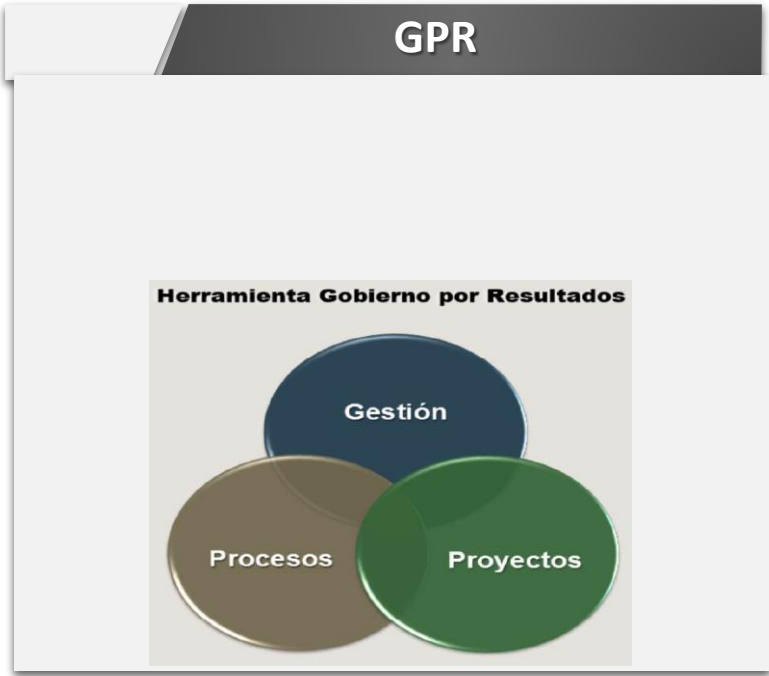 GPR
Herramienta Gobierno por Resultados
Gestión
Procesos
Proyectos